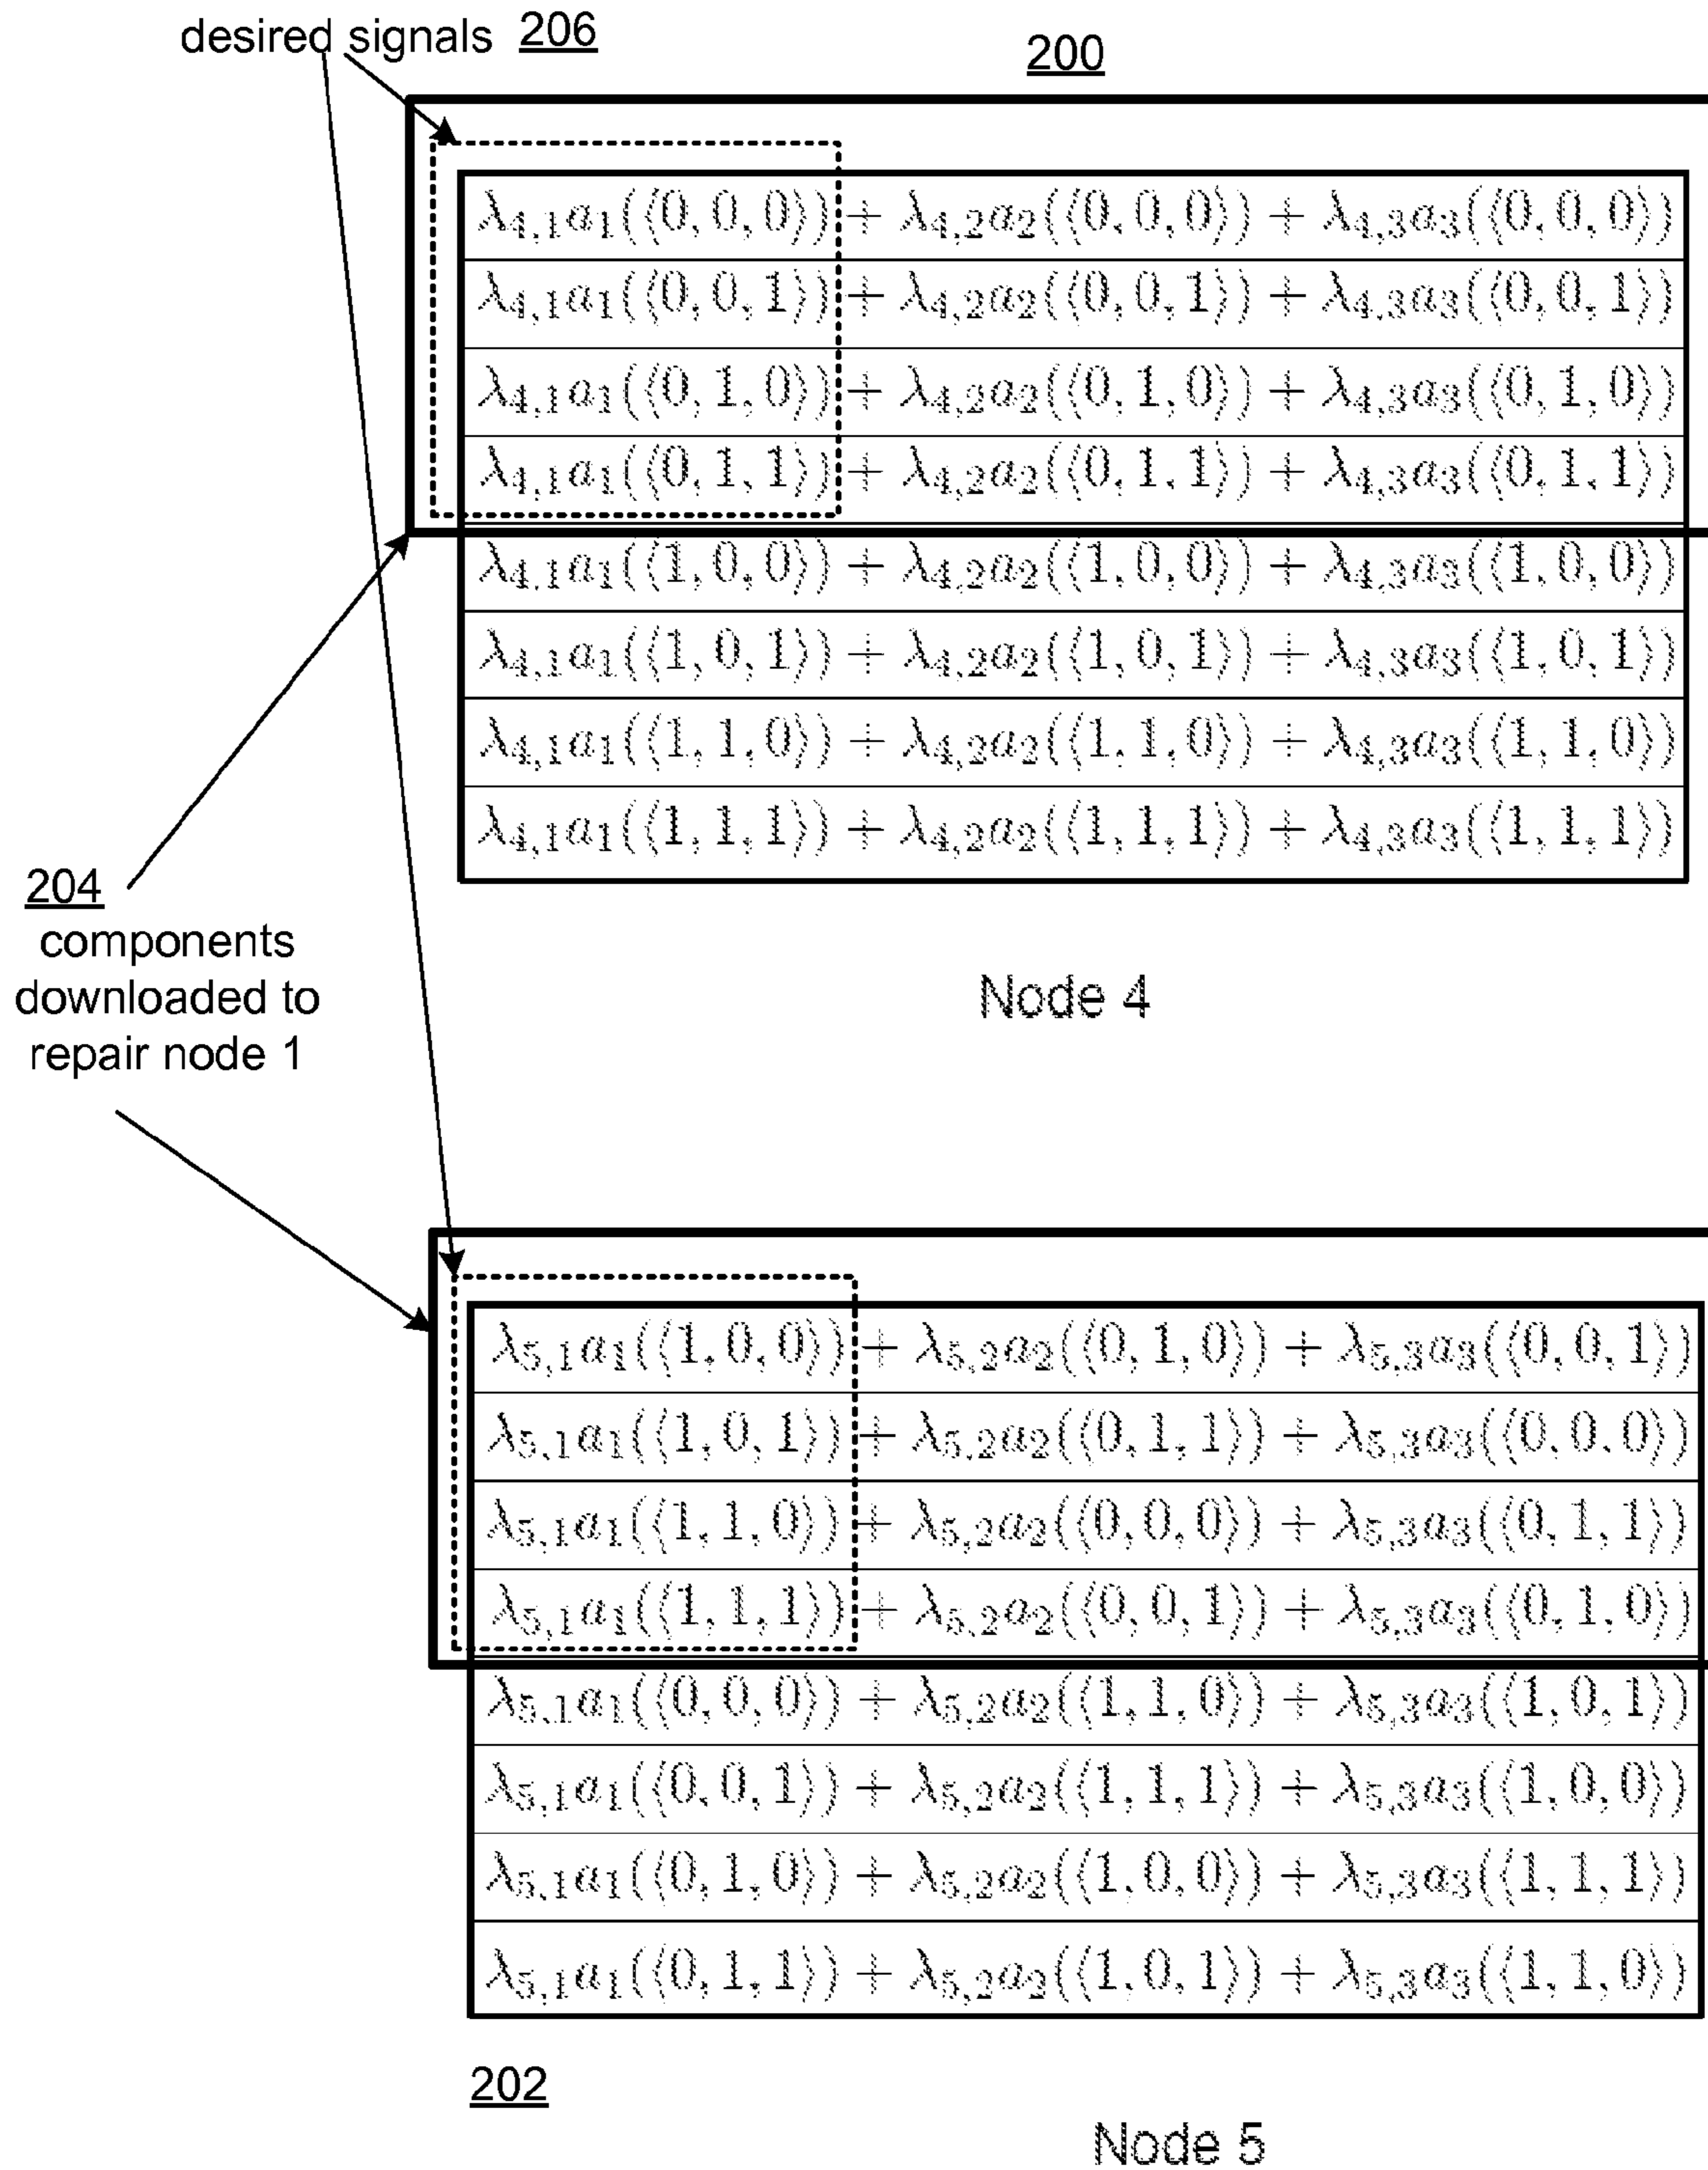 desired signals 206
200
λ4,1a1(⟨0, 0, 0⟩) + λ4,2a2(⟨0, 0, 0⟩) + λ4,3a3(⟨0, 0, 0⟩)
λ4,1a1(⟨0, 0, 1⟩) + λ4,2a2(⟨0, 0, 1⟩) + λ4,3a3(⟨0, 0, 1⟩)
λ4,1a1(⟨0, 1, 0⟩) + λ4,2a2(⟨0, 1, 0⟩) + λ4,3a3(⟨0, 1, 0⟩)
λ4,1a1(⟨0, 1, 1⟩) + λ4,2a2(⟨0, 1, 1⟩) + λ4,3a3(⟨0, 1, 1⟩)
λ4,1a1(⟨1, 0, 0⟩) + λ4,2a2(⟨1, 0, 0⟩) + λ4,3a3(⟨1, 0, 0⟩)
λ4,1a1(⟨1, 0, 1⟩) + λ4,2a2(⟨1, 0, 1⟩) + λ4,3a3(⟨1, 0, 1⟩)
λ4,1a1(⟨1, 1, 0⟩) + λ4,2a2(⟨1, 1, 0⟩) + λ4,3a3(⟨1, 1, 0⟩)
λ4,1a1(⟨1, 1, 1⟩) + λ4,2a2(⟨1, 1, 1⟩) + λ4,3a3(⟨1, 1, 1⟩)
204
components
downloaded to
repair node 1
Node 4
λ5,1a1(⟨1, 0, 0⟩) + λ5,2a2(⟨0, 1, 0⟩) + λ5,3a3(⟨0, 0, 1⟩)
λ5,1a1(⟨1, 0, 1⟩) + λ5,2a2(⟨0, 1, 1⟩) + λ5,3a3(⟨0, 0, 0⟩)
λ5,1a1(⟨1, 1, 0⟩) + λ5,2a2(⟨0, 0, 0⟩) + λ5,3a3(⟨0, 1, 1⟩)
λ5,1a1(⟨1, 1, 1⟩) + λ5,2a2(⟨0, 0, 1⟩) + λ5,3a3(⟨0, 1, 0⟩)
λ5,1a1(⟨0, 0, 0⟩) + λ5,2a2(⟨1, 1, 0⟩) + λ5,3a3(⟨1, 0, 1⟩)
λ5,1a1(⟨0, 0, 1⟩) + λ5,2a2(⟨1, 1, 1⟩) + λ5,3a3(⟨1, 0, 0⟩)
λ5,1a1(⟨0, 1, 0⟩) + λ5,2a2(⟨1, 0, 0⟩) + λ5,3a3(⟨1, 1, 1⟩)
λ5,1a1(⟨0, 1, 1⟩) + λ5,2a2(⟨1, 0, 1⟩) + λ5,3a3(⟨1, 1, 0⟩)
202
Node 5